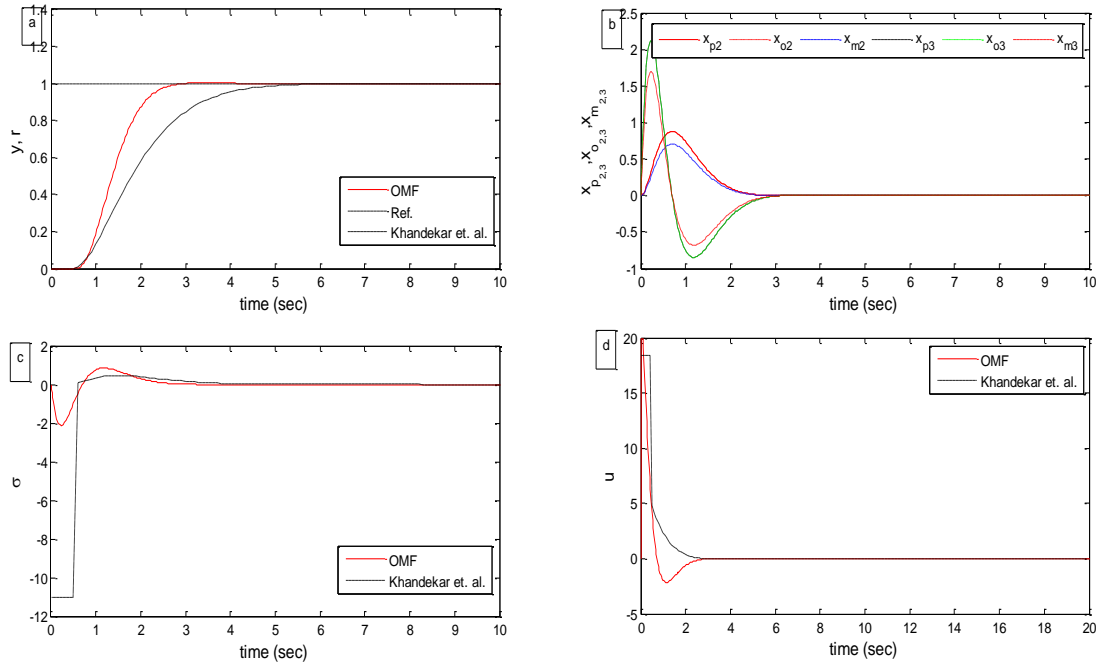 a
1.4
1.2
1
0.8
0.6
0.4
0.2
0
y, r
OMF
Ref.
Khandekar et. al.
0 1 2 3 4 5 6 7 8 9 10
time (sec)
b
2.5
2
1.5
1
0.5
0
-0.5
-1
x_p2,3, x_o2,3, x_m2,3
x_p2 x_o2 x_m2 x_p3 x_o3 x_m3
0 1 2 3 4 5 6 7 8 9 10
time (sec)
c
2
0
-2
-4
-6
-8
-10
-12
σ
OMF
Khandekar et. al.
0 1 2 3 4 5 6 7 8 9 10
time (sec)
d
20
15
10
5
0
-5
u
OMF
Khandekar et. al.
0 2 4 6 8 10 12 14 16 18 20
time (sec)